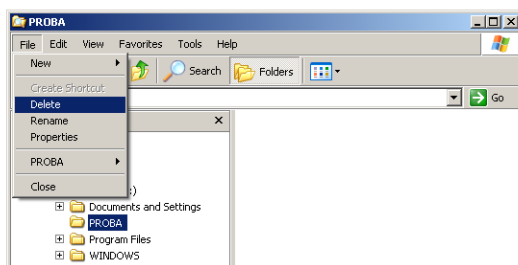 PROBA
File Edit View Favorites Tools Help
New
Search Folders
Create Shortcut
Delete
Go
Rename
Properties
PROBA
Close
:)
Documents and Settings
PROBA
Program Files
WINDOWS